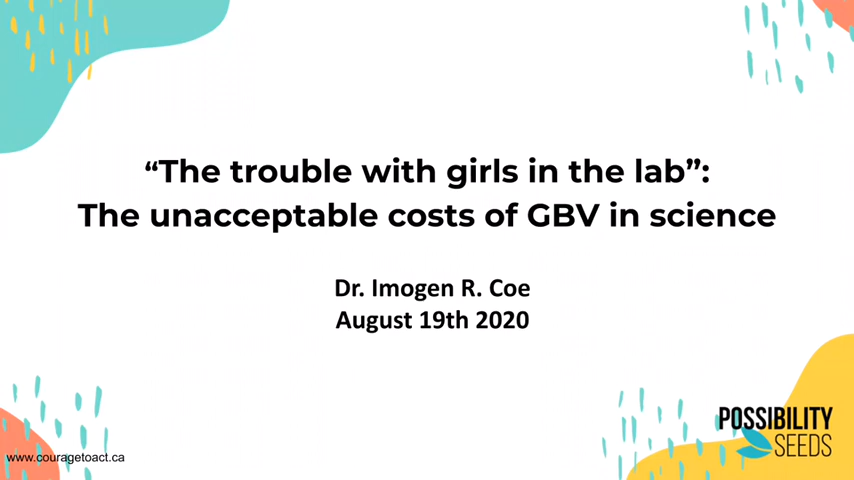 “The trouble with girls in the lab”:
The unacceptable costs of GBV in science
Dr. Imogen R. Coe
August 19th 2020
POSSIBILITY
SEEDS
www.couragetoact.ca